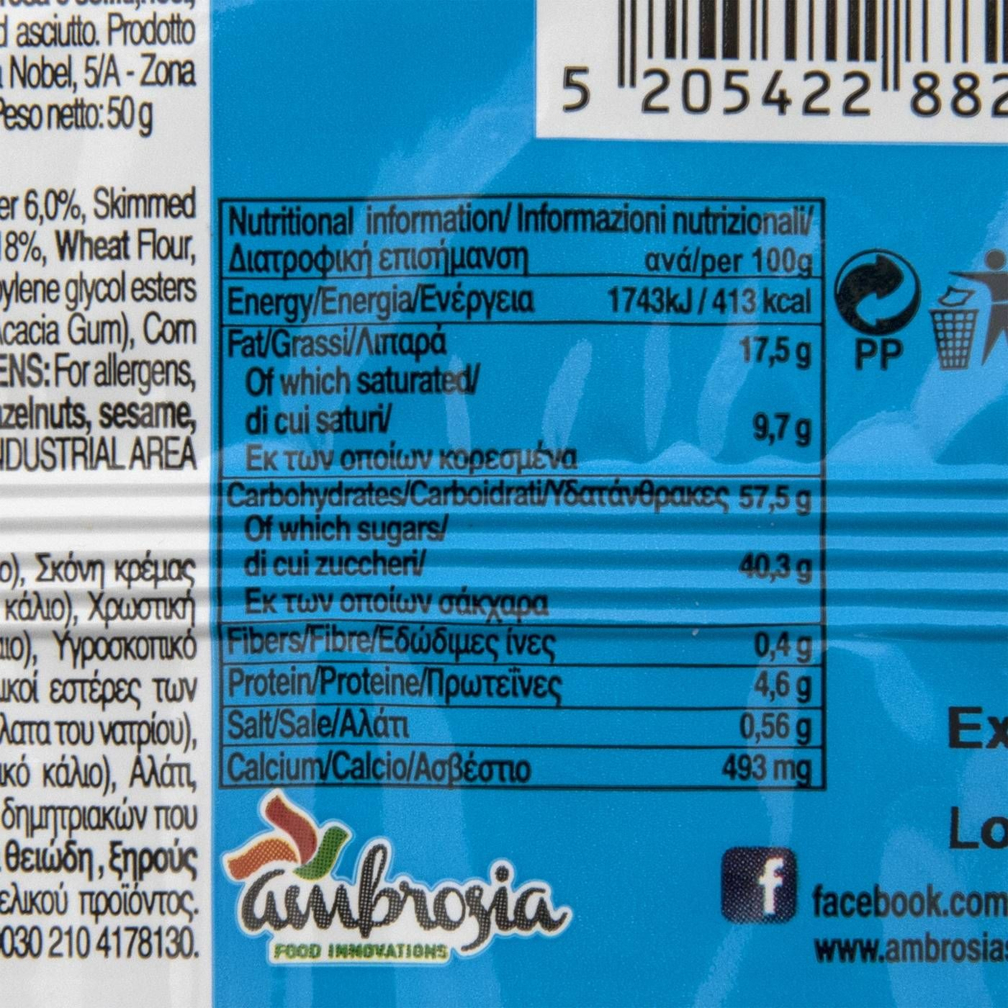 d asciutto. Prodotto
Nobel, 5/A - Zona
Peso netto: 50 g
er 6,0%, Skimmed
18%, Wheat Flour,
pylene glycol esters
Acacia Gum), Corn
ENS: For allergens,
zelnuts, sesame,
NDUSTRIAL AREA
ο), Σκόνη κρέμας
κάλιο), Χρωστική
ιο), Υγροσκοπικό
ικοί εστέρες των
λατα του νατρίου),
ικό κάλιο), Αλάτι,
δημητριακών που
θειώδη, ξηρούς
ελικού προϊόντος.
030 210 4178130.
5 205422 882
Nutritional information/ Informazioni nutrizionali/
Διατροφική επισήμανση ανά/per 100g
Energy/Energia/Ενέργεια 1743kJ / 413 kcal
Fat/Grassi/Λιπαρά 17,5 g
Of which saturated/
di cui saturi/ 9,7 g
Εκ των οποίων κορεσμένα
Carbohydrates/Carboidrati/Υδατάνθρακες 57,5 g
Of which sugars/
di cui zuccheri/ 40,3 g
Εκ των οποίων σάκχαρα
Fibers/Fibre/Εδώδιμες ίνες 0,4 g
Protein/Proteine/Πρωτεΐνες 4,6 g
Salt/Sale/Αλάτι 0,56 g
Calcium/Calcio/Ασβέστιο 493 mg
PP
Ex
Lo
ambrosia
FOOD INNOVATIONS
f
facebook.com
www.ambrosias